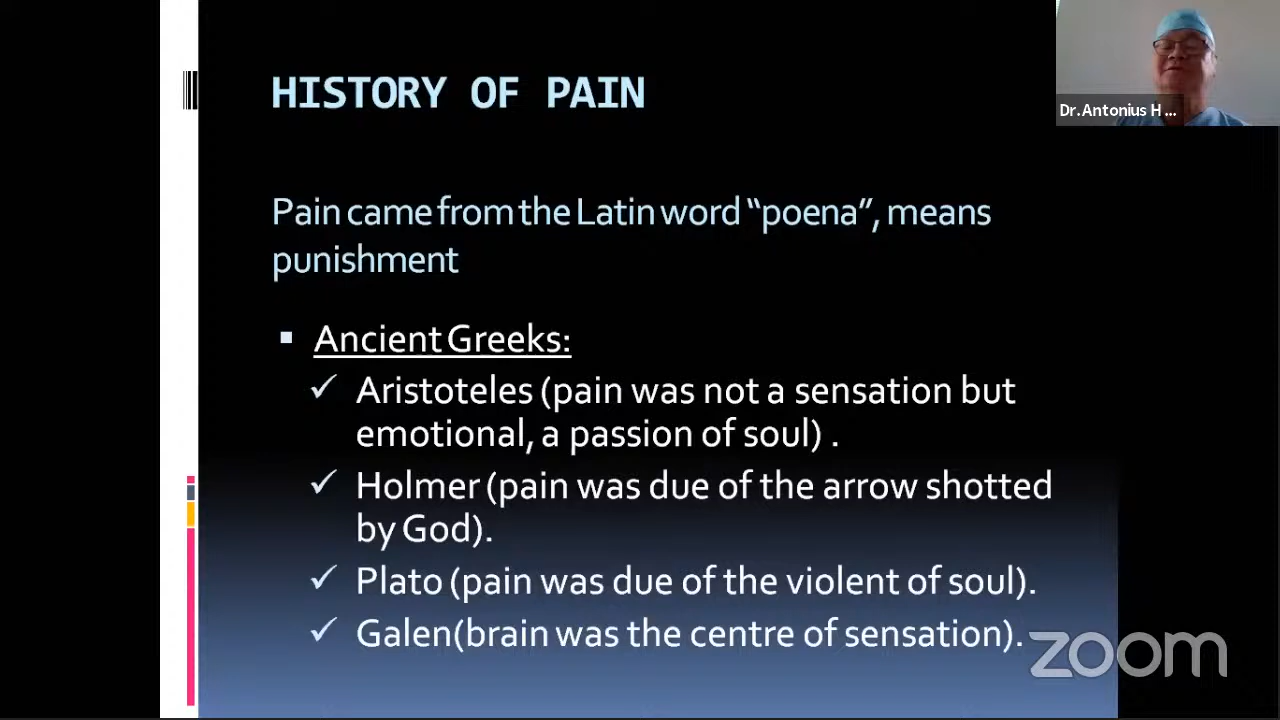 HISTORY OF PAIN
Dr.Antonius H ...
Pain came from the Latin word “poena”, means
punishment
Ancient Greeks:
Aristoteles (pain was not a sensation but
emotional, a passion of soul) .
Holmer (pain was due of the arrow shotted
by God).
Plato (pain was due of the violent of soul).
Galen(brain was the centre of sensation).
zoom